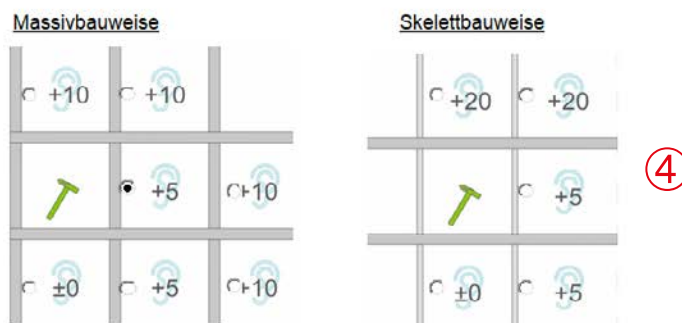 Massivbauweise Skelettbauweise
+10 +10 +20 +20
+5 +10 +5 ④
±0 +5 +10 ±0 +5